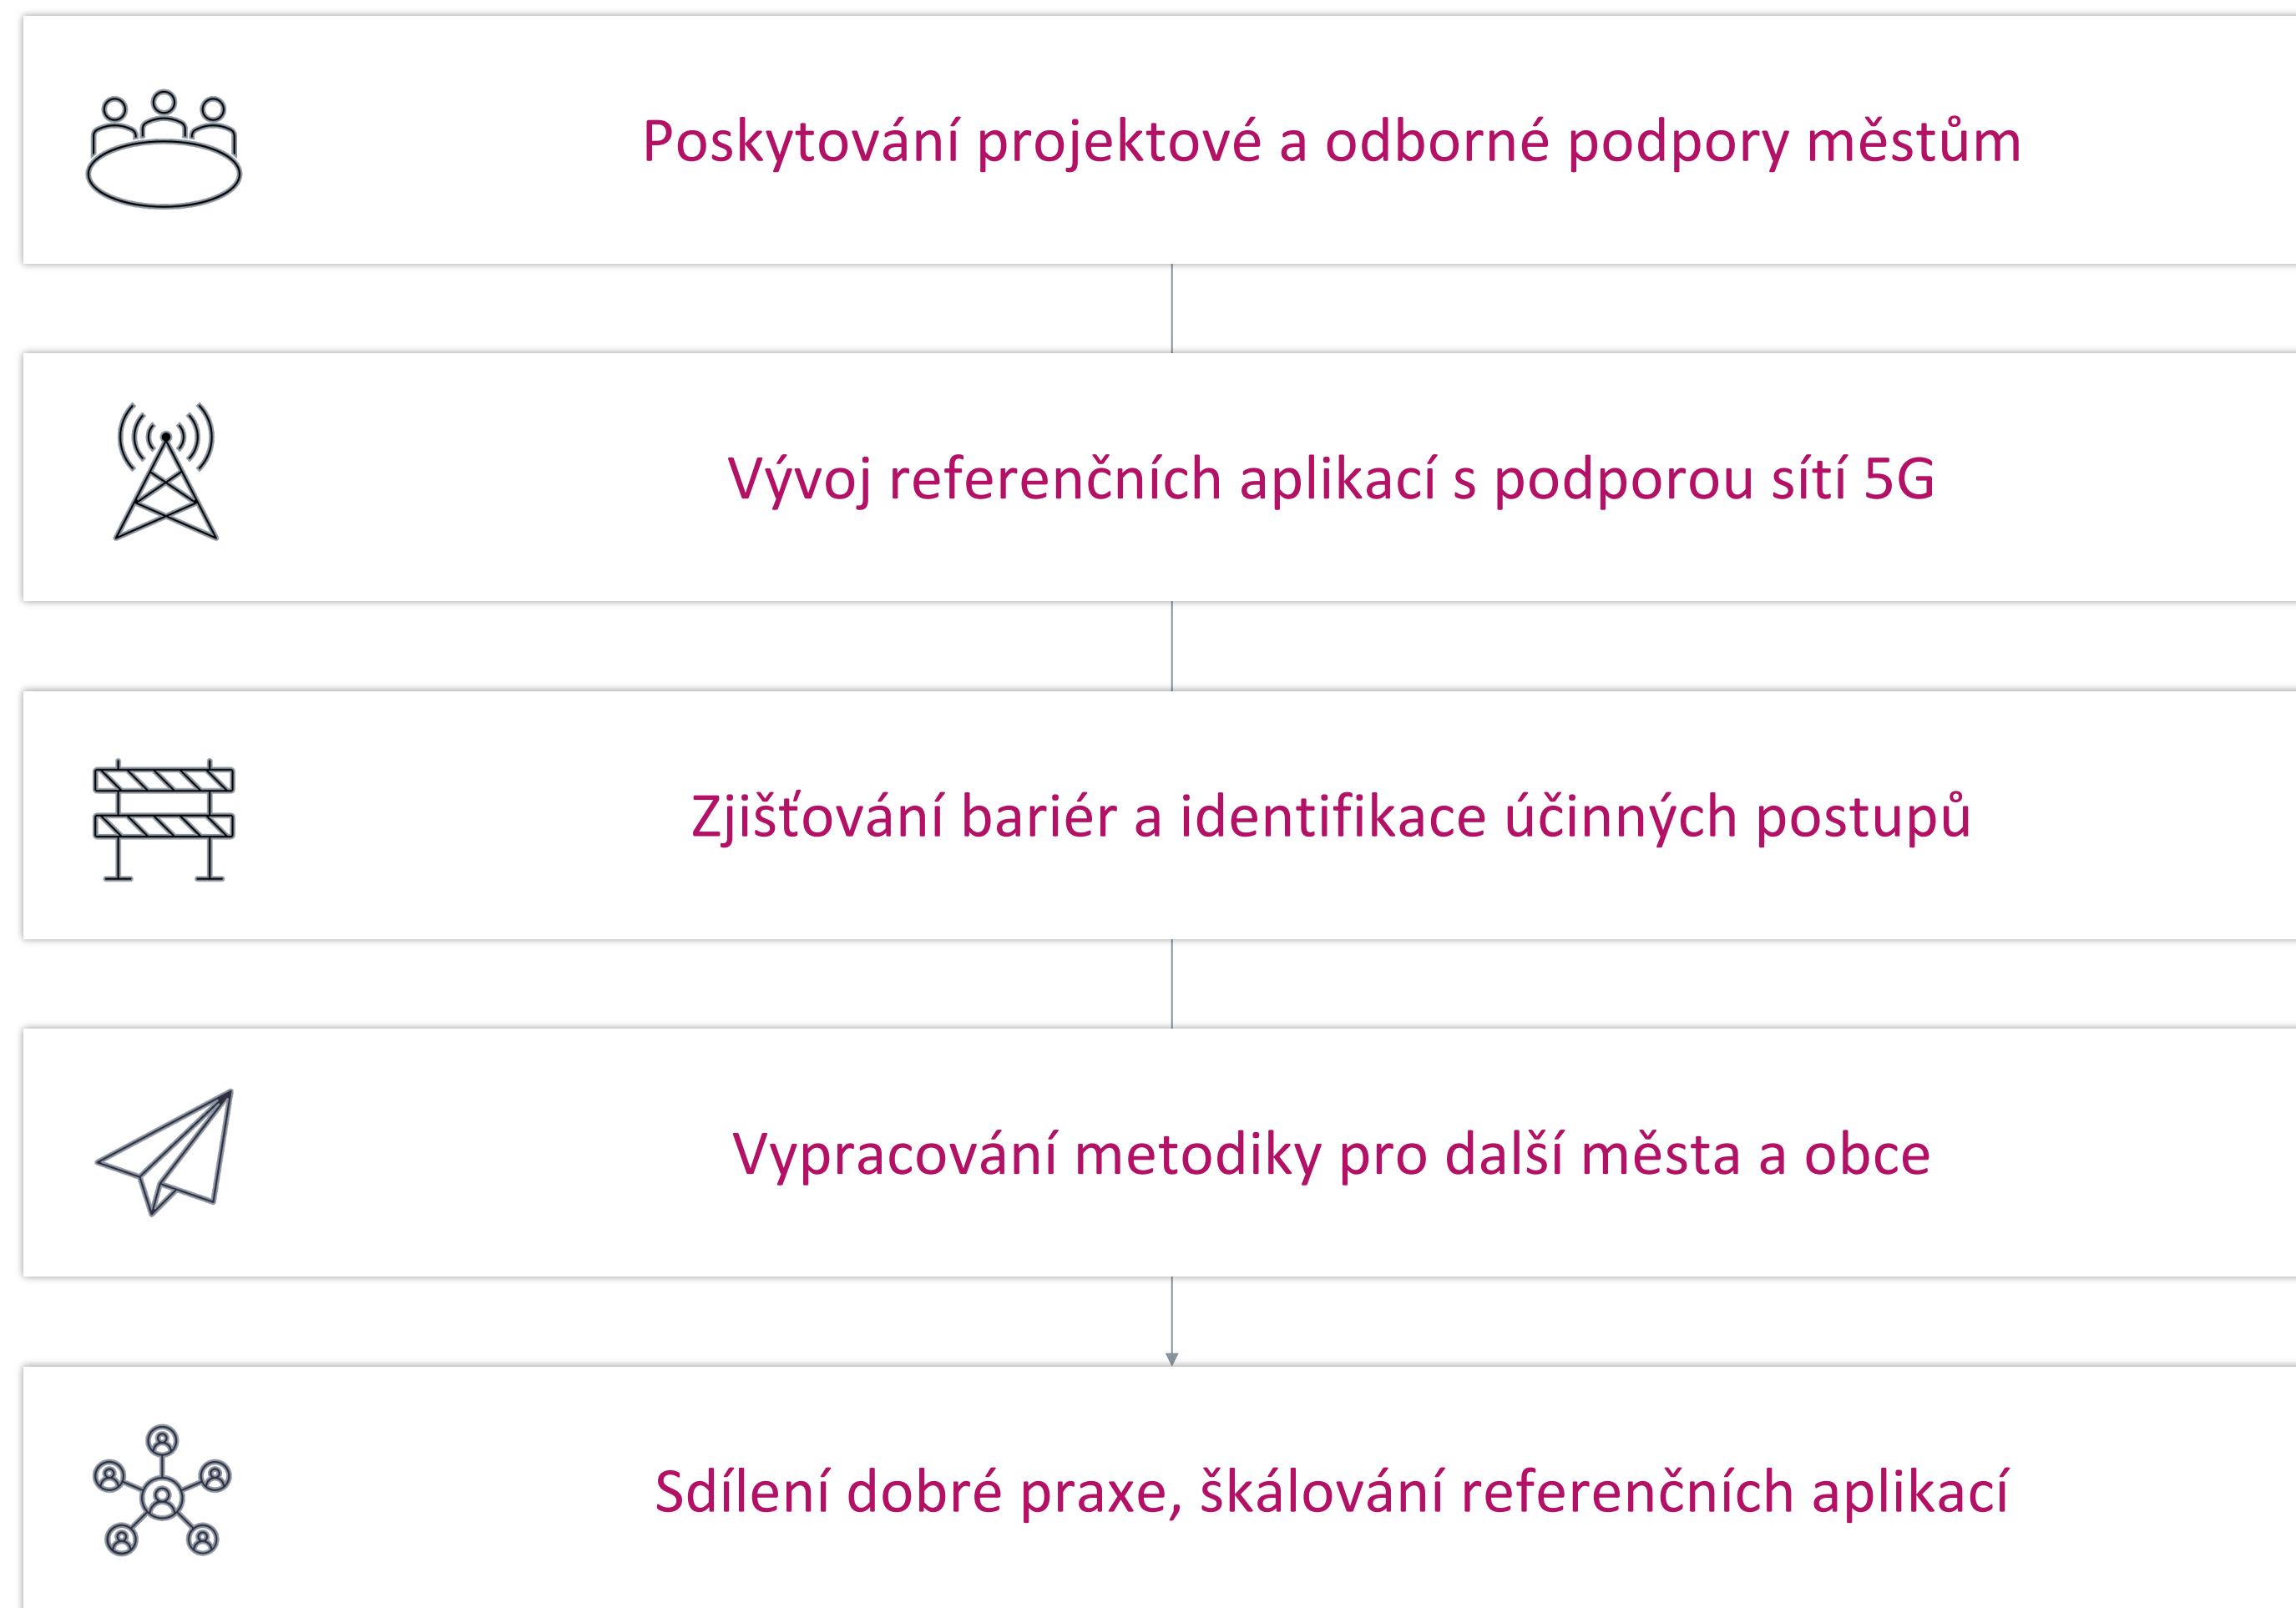 Poskytování projektové a odborné podpory městům
Vývoj referenčních aplikací s podporou sítí 5G
Zjišťování bariér a identifikace účinných postupů
Vypracování metodiky pro další města a obce
Sdílení dobré praxe, škálování referenčních aplikací